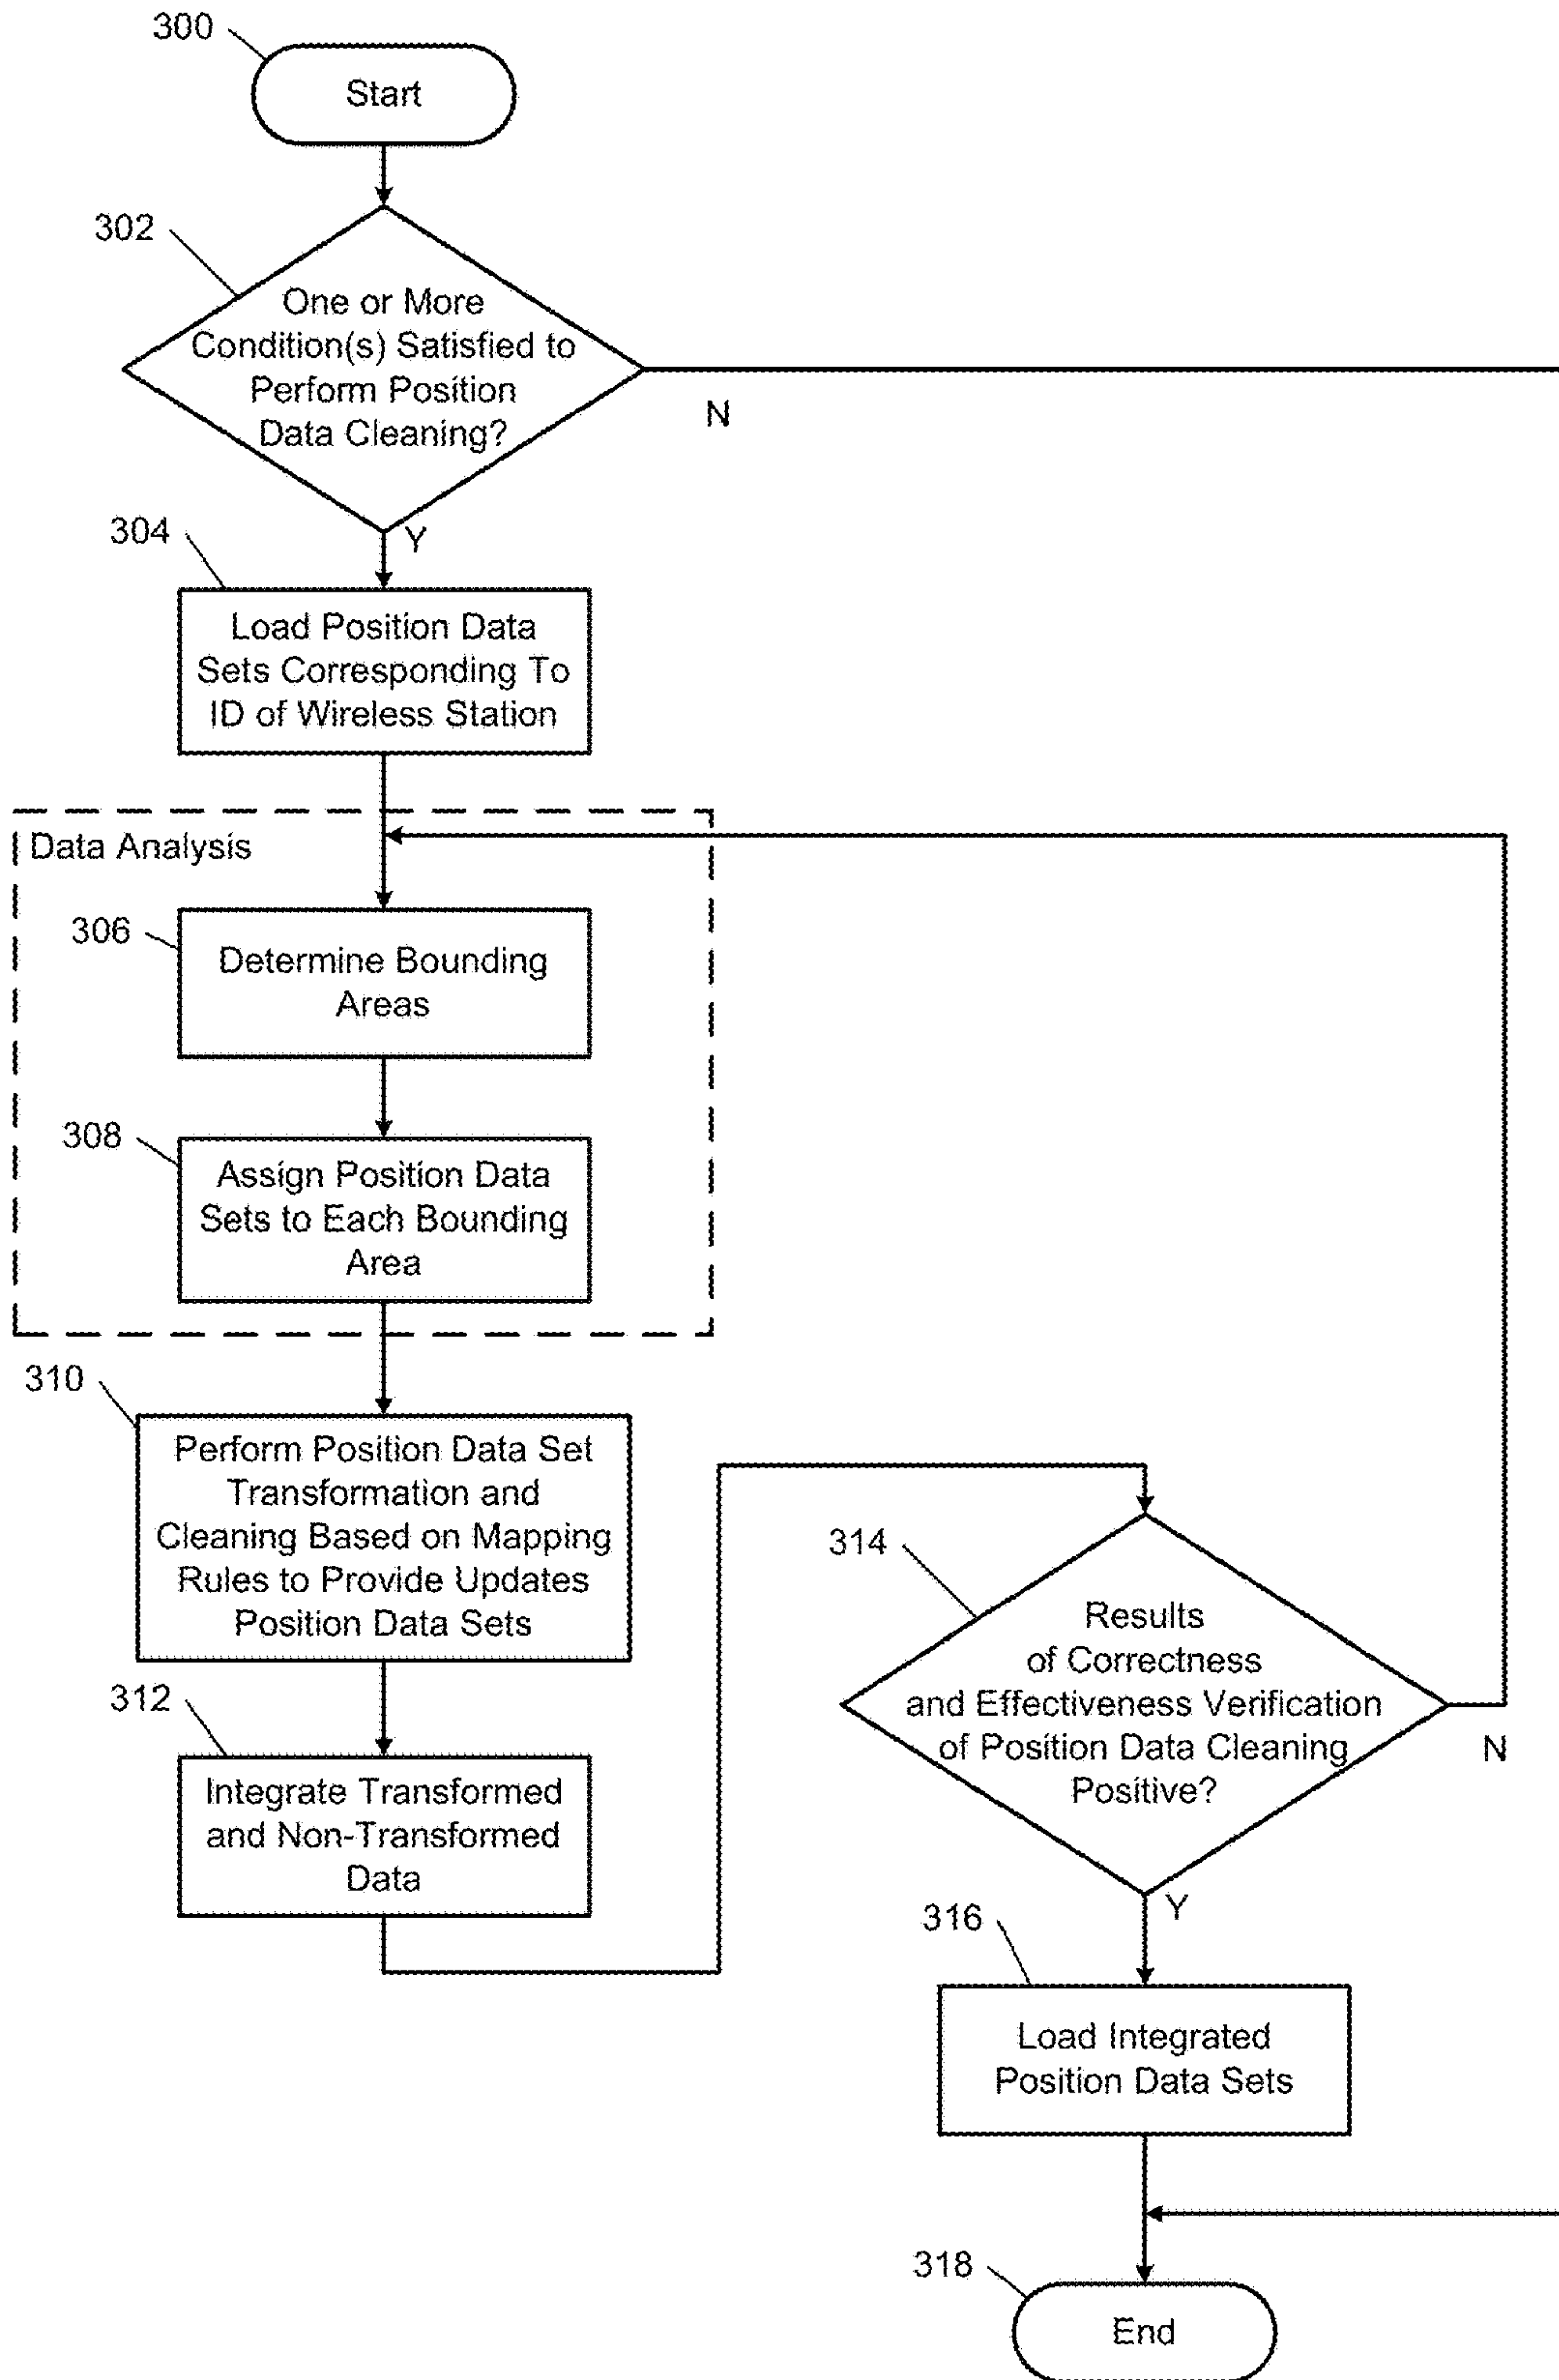 300
Start
302
One or More
Condition(s) Satisfied to
Perform Position
Data Cleaning?
N
Y
304
Load Position Data
Sets Corresponding To
ID of Wireless Station
Data Analysis
306
Determine Bounding
Areas
308
Assign Position Data
Sets to Each Bounding
Area
310
Perform Position Data Set
Transformation and
Cleaning Based on Mapping
Rules to Provide Updates
Position Data Sets
312
Integrate Transformed
and Non-Transformed
Data
314
Results
of Correctness
and Effectiveness Verification
of Position Data Cleaning
Positive?
N
Y
316
Load Integrated
Position Data Sets
318
End